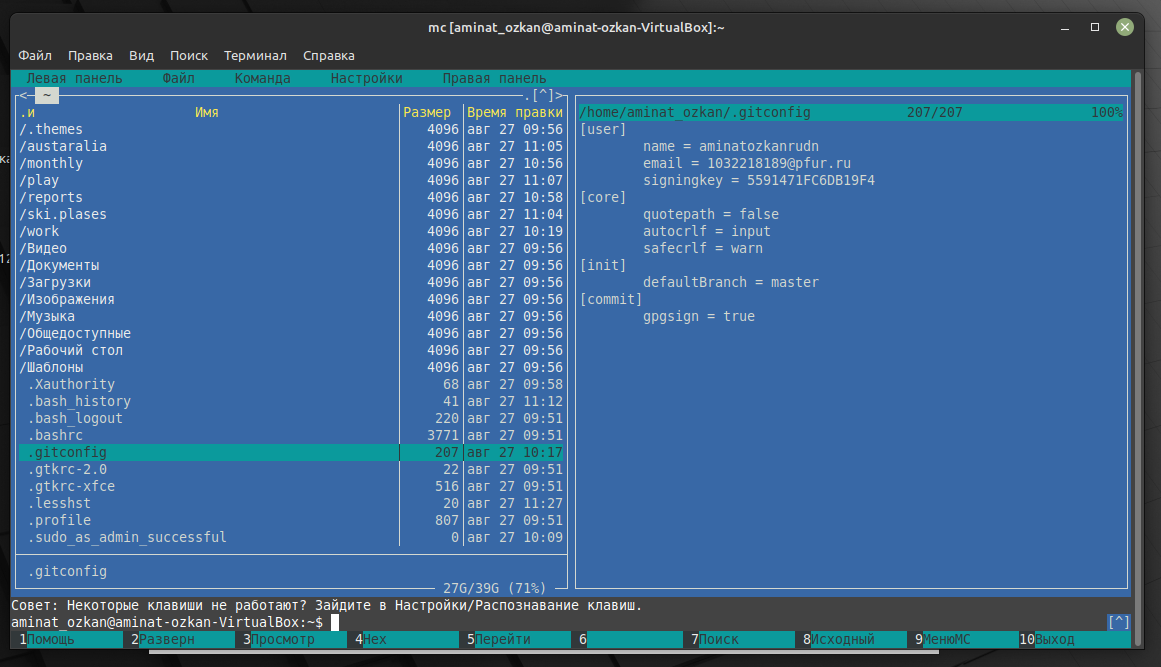 mc [aminat_ozkan@aminat-ozkan-VirtualBox]:~
Файл Правка Вид Поиск Терминал Справка
Левая панель Файл Команда Настройки Правая панель
<─ ~ ─.[^]>
.и Имя Размер Время правки
/.themes 4096 авг 27 09:56
/austaralia 4096 авг 27 11:05
/monthly 4096 авг 27 10:56
/play 4096 авг 27 11:07
/reports 4096 авг 27 10:58
/ski.plases 4096 авг 27 11:04
/work 4096 авг 27 10:19
/Видео 4096 авг 27 09:56
/Документы 4096 авг 27 09:56
/Загрузки 4096 авг 27 09:56
/Изображения 4096 авг 27 09:56
/Музыка 4096 авг 27 09:56
/Общедоступные 4096 авг 27 09:56
/Рабочий стол 4096 авг 27 09:56
/Шаблоны 4096 авг 27 09:56
.Xauthority 68 авг 27 09:58
.bash_history 41 авг 27 11:12
.bash_logout 220 авг 27 09:51
.bashrc 3771 авг 27 09:51
.gitconfig 207 авг 27 10:17
.gtkrc-2.0 22 авг 27 09:51
.gtkrc-xfce 516 авг 27 09:51
.lesshst 20 авг 27 11:27
.profile 807 авг 27 09:51
.sudo_as_admin_successful 0 авг 27 10:09
.gitconfig
27G/39G (71%)
/home/aminat_ozkan/.gitconfig 207/207 100%
[user]
name = aminatozkanrudn
email = 1032218189@pfur.ru
signingkey = 5591471FC6DB19F4
[core]
quotepath = false
autocrlf = input
safecrlf = warn
[init]
defaultBranch = master
[commit]
gpgsign = true
Совет: Некоторые клавиши не работают? Зайдите в Настройки/Распознавание клавиш.
aminat_ozkan@aminat-ozkan-VirtualBox:~$ [^]
1Помощь 2Разверн 3Просмотр 4Hex 5Перейти 6 7Поиск 8Исходный 9МенюМС 10Выход